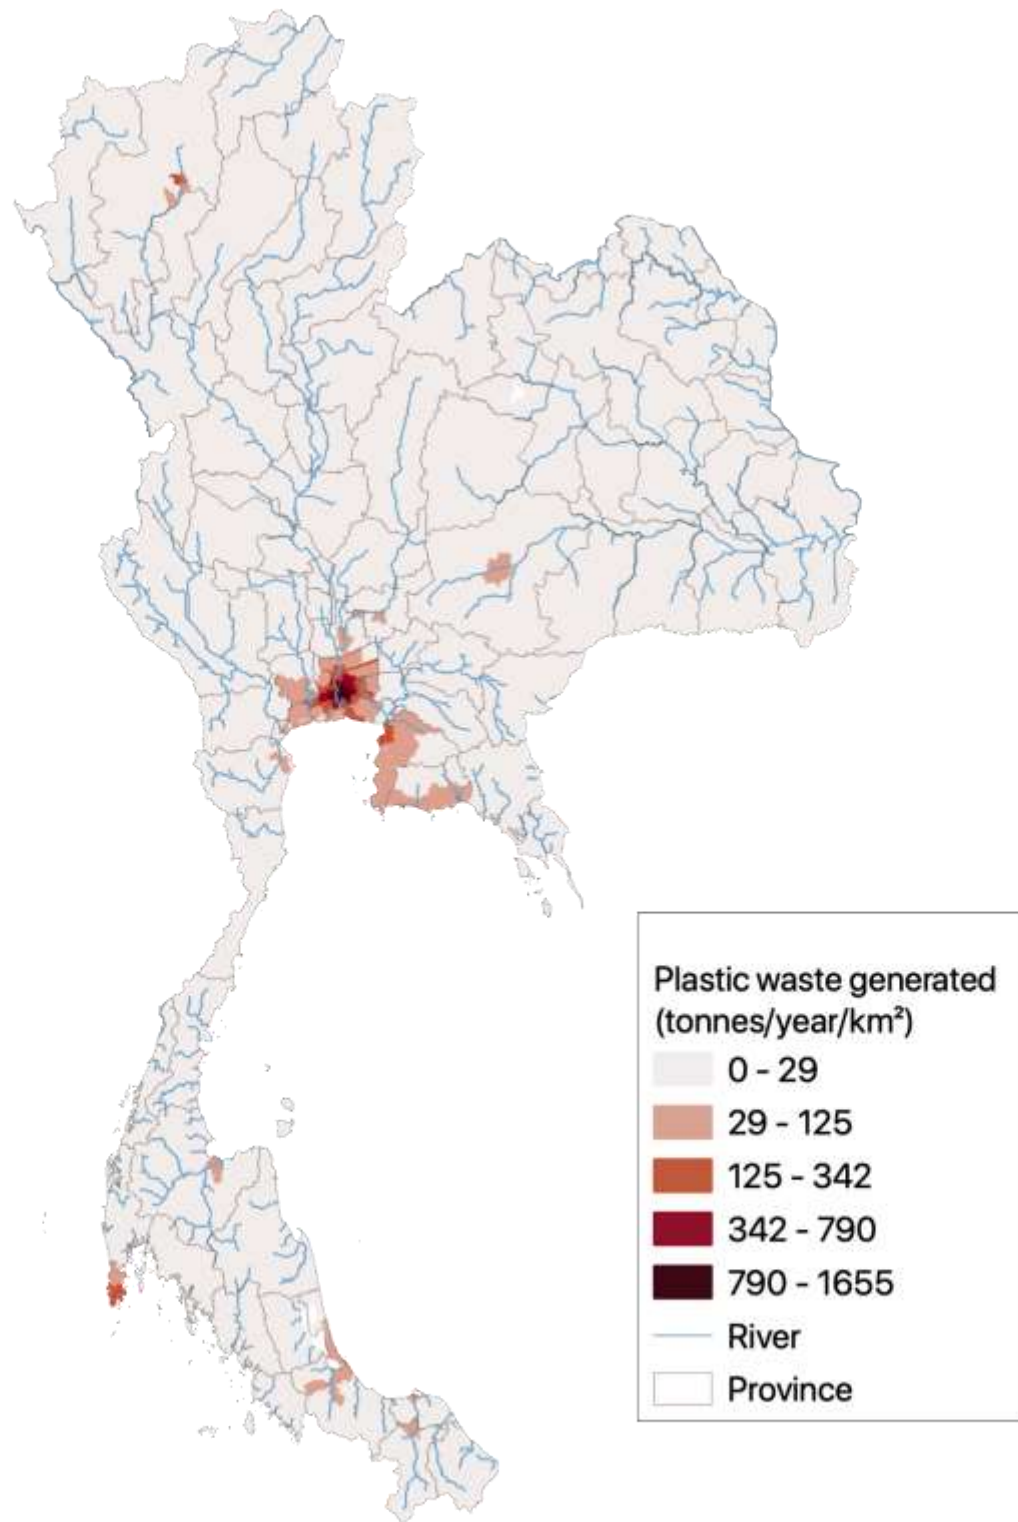 Plastic waste generated
(tonnes/year/km²)
0 - 29
29 - 125
125 - 342
342 - 790
790 - 1655
River
Province